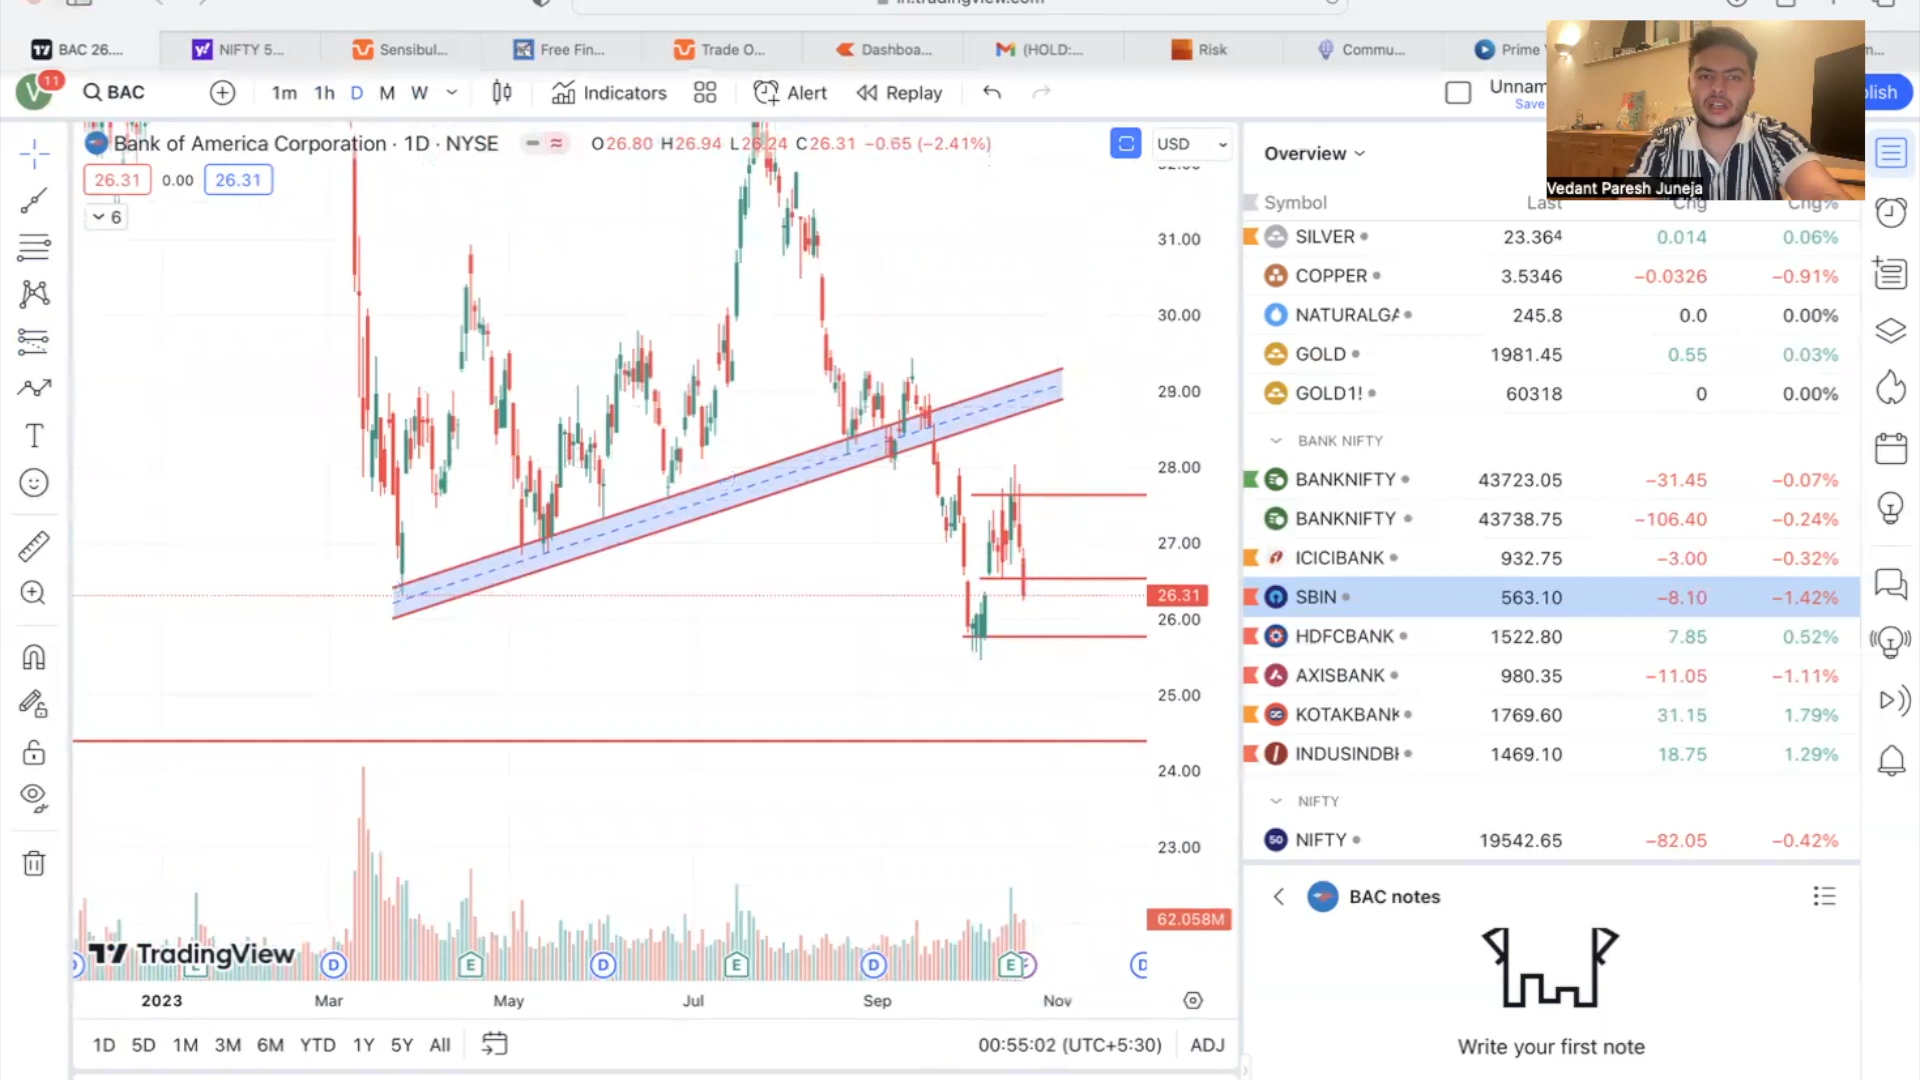 BAC 26....
NIFTY 5...
Sensibul...
Free Fin...
Trade O...
Dashboa...
(HOLD:...
Risk
Commu...
Prime
V
11
BAC
1m 1h D M W
Indicators
Alert
Replay
Unnam
Save
lish
Bank of America Corporation · 1D · NYSE
O26.80 H26.94 L26.24 C26.31 −0.65 (−2.41%)
USD
26.31 0.00 26.31
6
31.00
30.00
29.00
28.00
27.00
26.31
26.00
25.00
24.00
23.00
62.058M
TradingView
D E D E D E D
2023 Mar May Jul Sep Nov
1D 5D 1M 3M 6M YTD 1Y 5Y All
00:55:02 (UTC+5:30) ADJ
Overview
Vedant Paresh Juneja
Symbol Last Chg Chg%
SILVER 23.364 0.014 0.06%
COPPER 3.5346 −0.0326 −0.91%
NATURALGA 245.8 0.0 0.00%
GOLD 1981.45 0.55 0.03%
GOLD1! 60318 0 0.00%
BANK NIFTY
BANKNIFTY 43723.05 −31.45 −0.07%
BANKNIFTY 43738.75 −106.40 −0.24%
ICICIBANK 932.75 −3.00 −0.32%
SBIN 563.10 −8.10 −1.42%
HDFCBANK 1522.80 7.85 0.52%
AXISBANK 980.35 −11.05 −1.11%
KOTAKBANK 1769.60 31.15 1.79%
INDUSINDBK 1469.10 18.75 1.29%
NIFTY
50 NIFTY 19542.65 −82.05 −0.42%
BAC notes
Write your first note